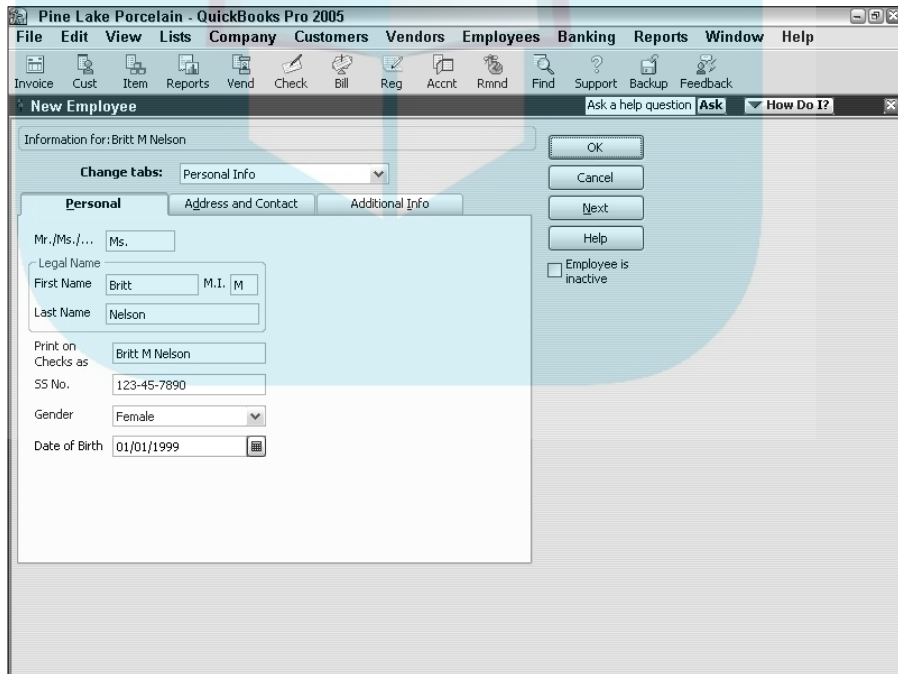 Pine Lake Porcelain - QuickBooks Pro 2005
File Edit View Lists Company Customers Vendors Employees Banking Reports Window Help
Invoice Cust Item Reports Vend Check Bill Reg Accnt Rmnd Find Support Backup Feedback
New Employee Ask a help question Ask How Do I?
Information for: Britt M Nelson
Change tabs: Personal Info
Personal Address and Contact Additional Info
Mr./Ms./... Ms.
Legal Name
First Name Britt M.I. M
Last Name Nelson
Print on
Checks as Britt M Nelson
SS No. 123-45-7890
Gender Female
Date of Birth 01/01/1999
OK
Cancel
Next
Help
Employee is
inactive